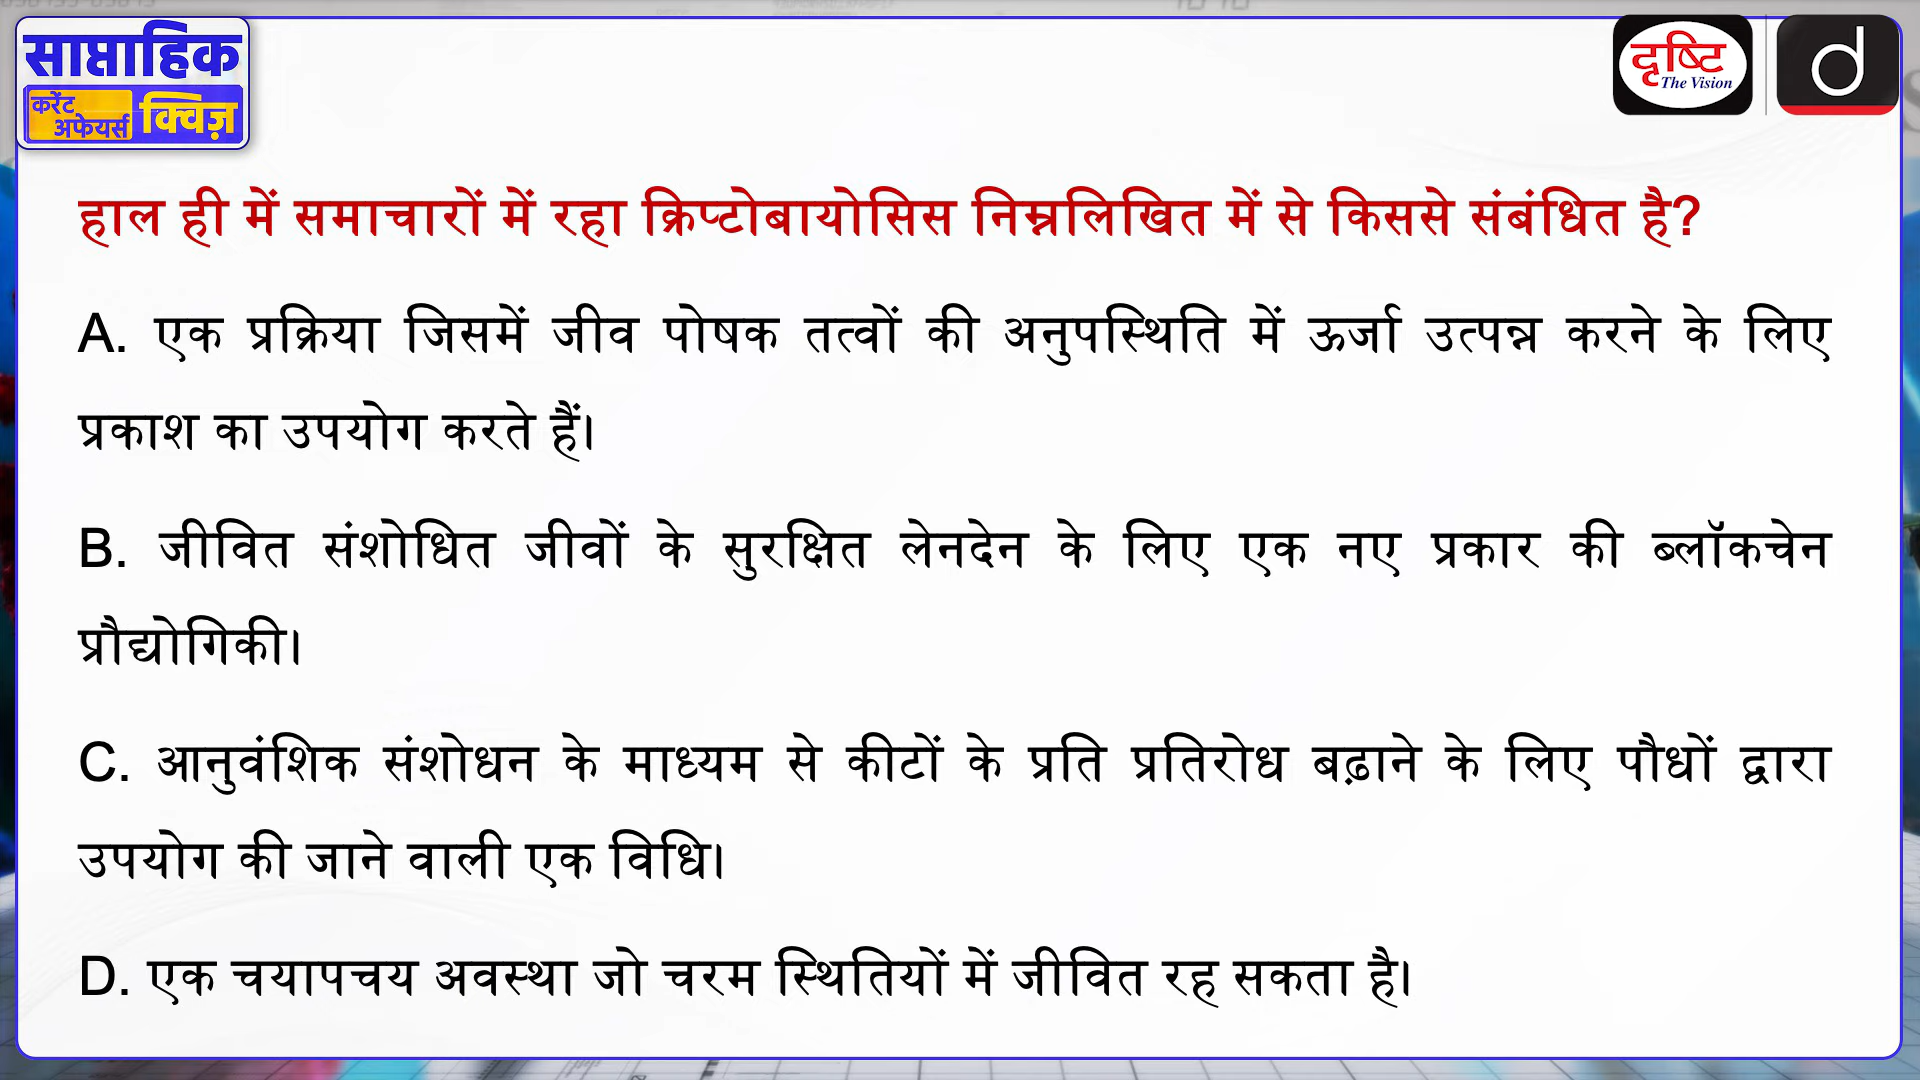 साप्ताहिक
करेंट
अफेयर्स क्विज़
दृष्टि
The Vision
d
हाल ही में समाचारों में रहा क्रिप्टोबायोसिस निम्नलिखित में से किससे संबंधित है?
A. एक प्रक्रिया जिसमें जीव पोषक तत्वों की अनुपस्थिति में ऊर्जा उत्पन्न करने के लिए
प्रकाश का उपयोग करते हैं।
B. जीवित संशोधित जीवों के सुरक्षित लेनदेन के लिए एक नए प्रकार की ब्लॉकचेन
प्रौद्योगिकी।
C. आनुवंशिक संशोधन के माध्यम से कीटों के प्रति प्रतिरोध बढ़ाने के लिए पौधों द्वारा
उपयोग की जाने वाली एक विधि।
D. एक चयापचय अवस्था जो चरम स्थितियों में जीवित रह सकता है।